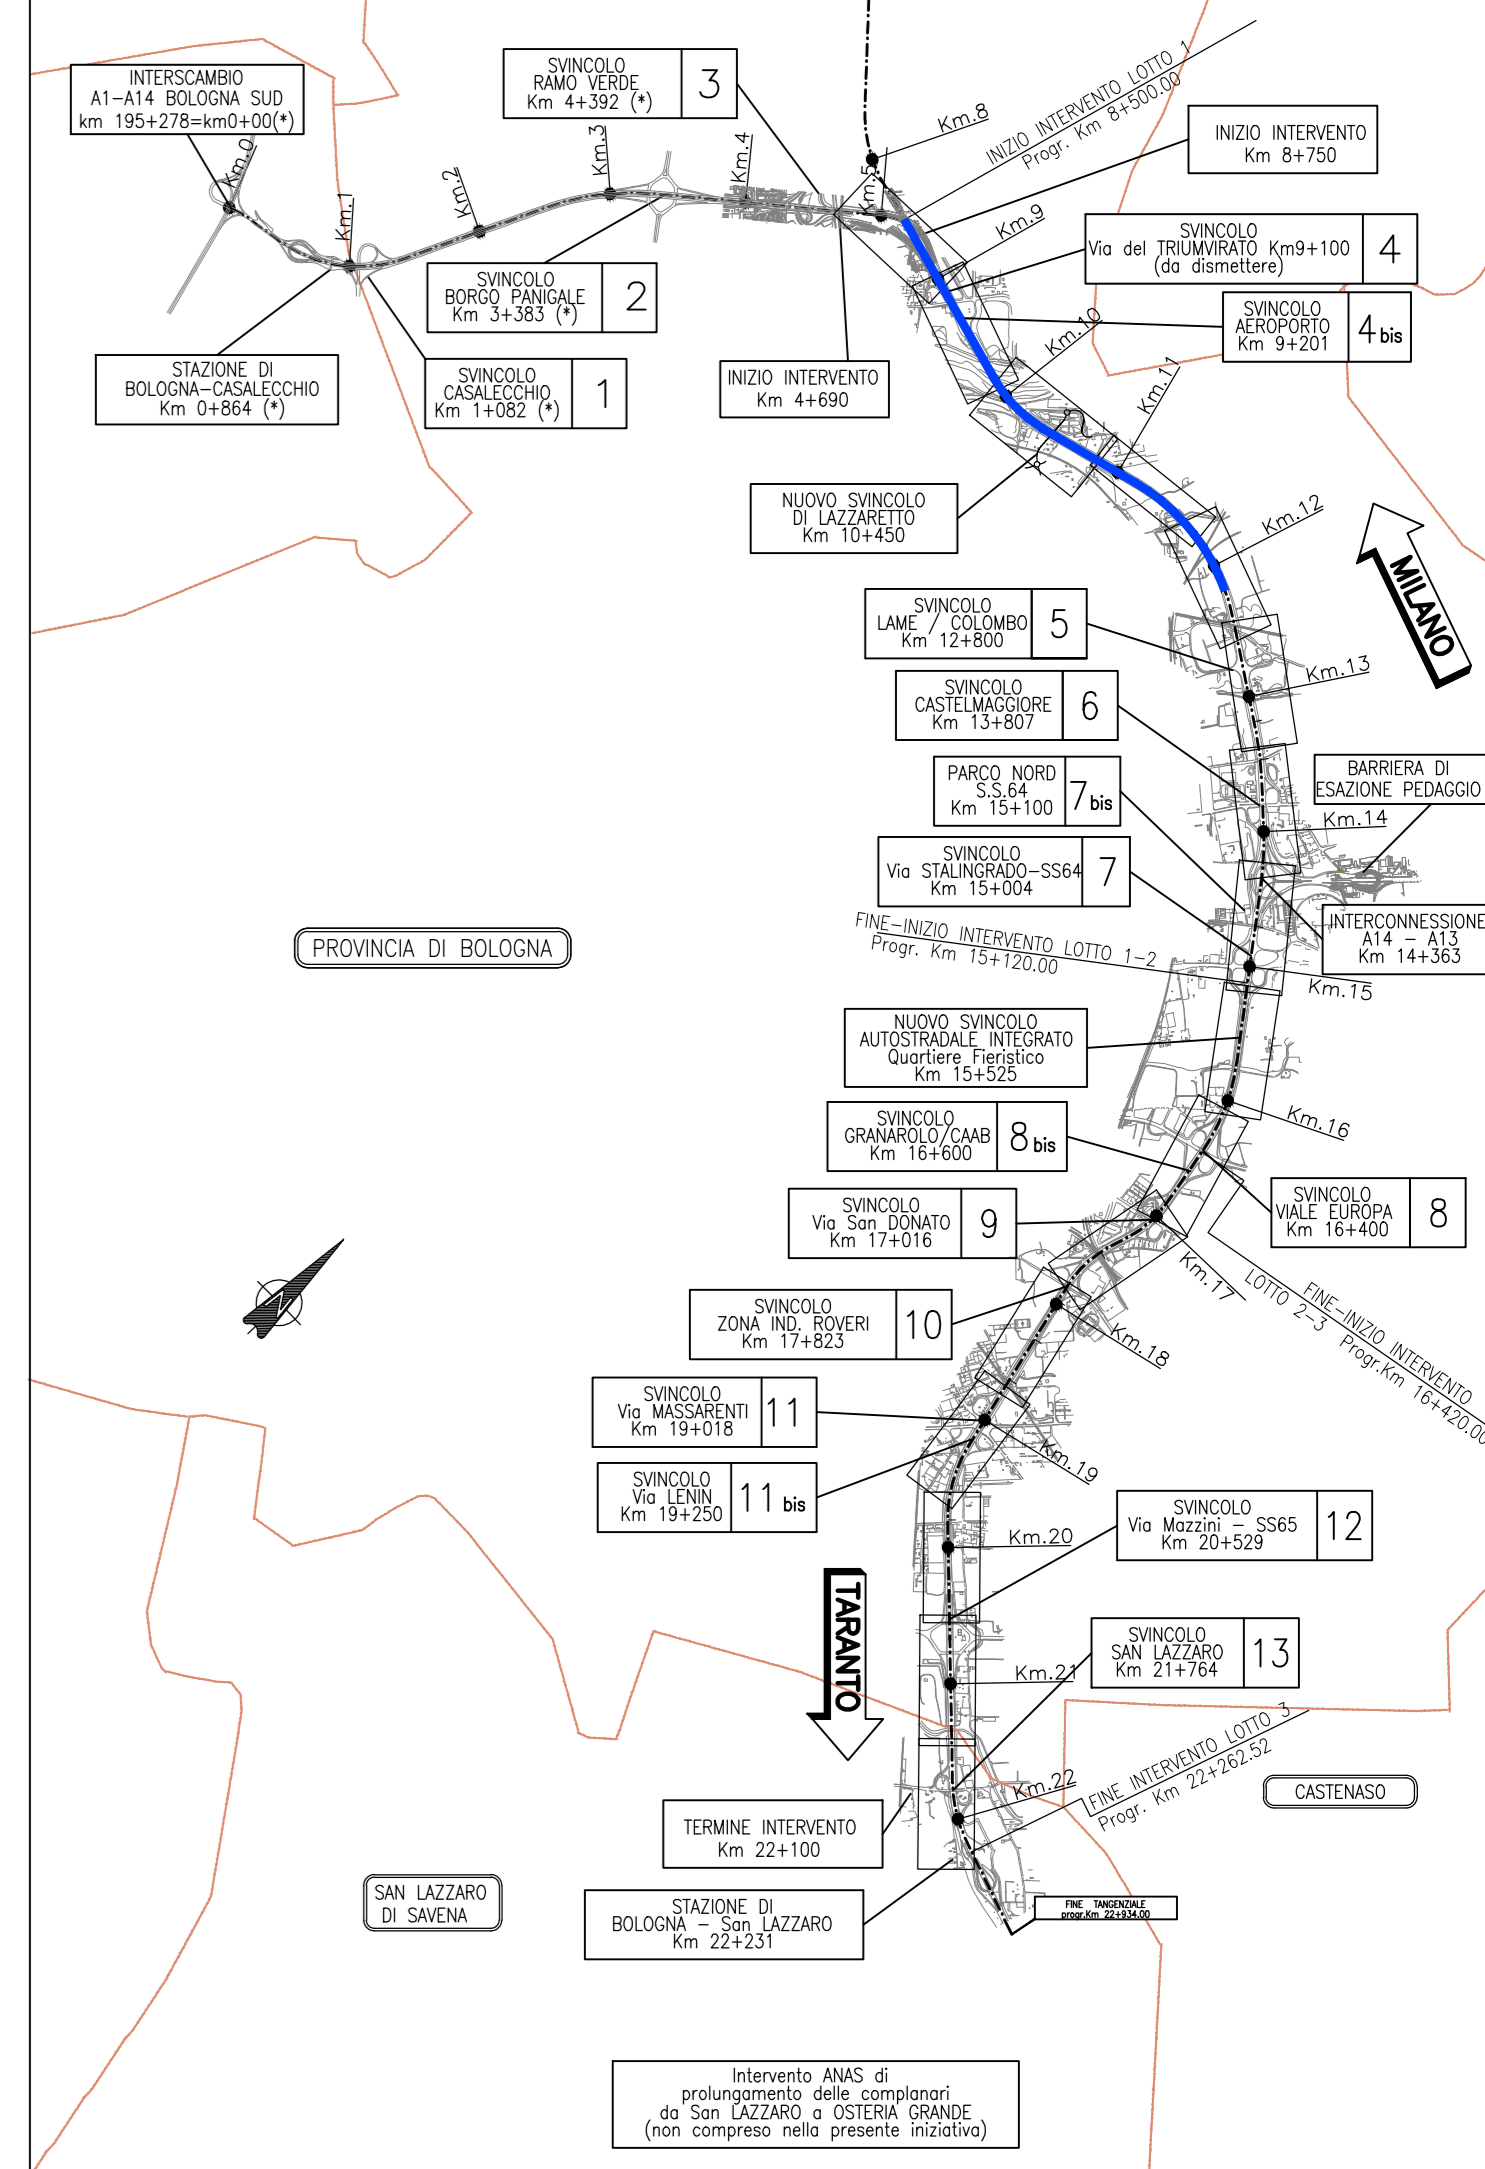 INTERSCAMBIO
A1-A14 BOLOGNA SUD
km 195+278=km0+00(*)
SVINCOLO
RAMO VERDE
Km 4+392 (*)
3
Km.0
Km.1
Km.2
Km.3
Km.4
Km.5
Km.8
INIZIO INTERVENTO LOTTO 1
Progr. Km 8+500.00
INIZIO INTERVENTO
Km 8+750
Km.9
SVINCOLO
Via del TRIUMVIRATO Km9+100
(da dismettere)
4
SVINCOLO
AEROPORTO
Km 9+201
4 bis
SVINCOLO
BORGO PANIGALE
Km 3+383 (*)
2
STAZIONE DI
BOLOGNA-CASALECCHIO
Km 0+864 (*)
SVINCOLO
CASALECCHIO
Km 1+082 (*)
1
INIZIO INTERVENTO
Km 4+690
Km.10
Km.11
NUOVO SVINCOLO
DI LAZZARETTO
Km 10+450
Km.12
MILANO
SVINCOLO
LAME / COLOMBO
Km 12+800
5
Km.13
SVINCOLO
CASTELMAGGIORE
Km 13+807
6
PARCO NORD
S.S.64
Km 15+100
7 bis
BARRIERA DI
ESAZIONE PEDAGGIO
Km.14
SVINCOLO
Via STALINGRADO-SS64
Km 15+004
7
FINE-INIZIO INTERVENTO LOTTO 1-2
Progr. Km 15+120.00
INTERCONNESSIONE
A14 - A13
Km 14+363
PROVINCIA DI BOLOGNA
Km.15
NUOVO SVINCOLO
AUTOSTRADALE INTEGRATO
Quartiere Fieristico
Km 15+525
Km.16
SVINCOLO
GRANAROLO/CAAB
Km 16+600
8 bis
SVINCOLO
VIALE EUROPA
Km 16+400
8
SVINCOLO
Via San DONATO
Km 17+016
9
Km.17
FINE-INIZIO INTERVENTO
LOTTO 2-3 Progr.Km 16+420.00
SVINCOLO
ZONA IND. ROVERI
Km 17+823
10
Km.18
SVINCOLO
Via MASSARENTI
Km 19+018
11
Km.19
SVINCOLO
Via LENIN
Km 19+250
11 bis
SVINCOLO
Via Mazzini - SS65
Km 20+529
12
Km.20
TARANTO
SVINCOLO
SAN LAZZARO
Km 21+764
13
Km.21
Km.22
FINE INTERVENTO LOTTO 3
Progr. Km 22+262.52
CASTENASO
TERMINE INTERVENTO
Km 22+100
SAN LAZZARO
DI SAVENA
STAZIONE DI
BOLOGNA - San LAZZARO
Km 22+231
FINE TANGENZIALE
progr.Km 22+934.00
Intervento ANAS di
prolungamento delle complanari
da San LAZZARO a OSTERIA GRANDE
(non compreso nella presente iniziativa)